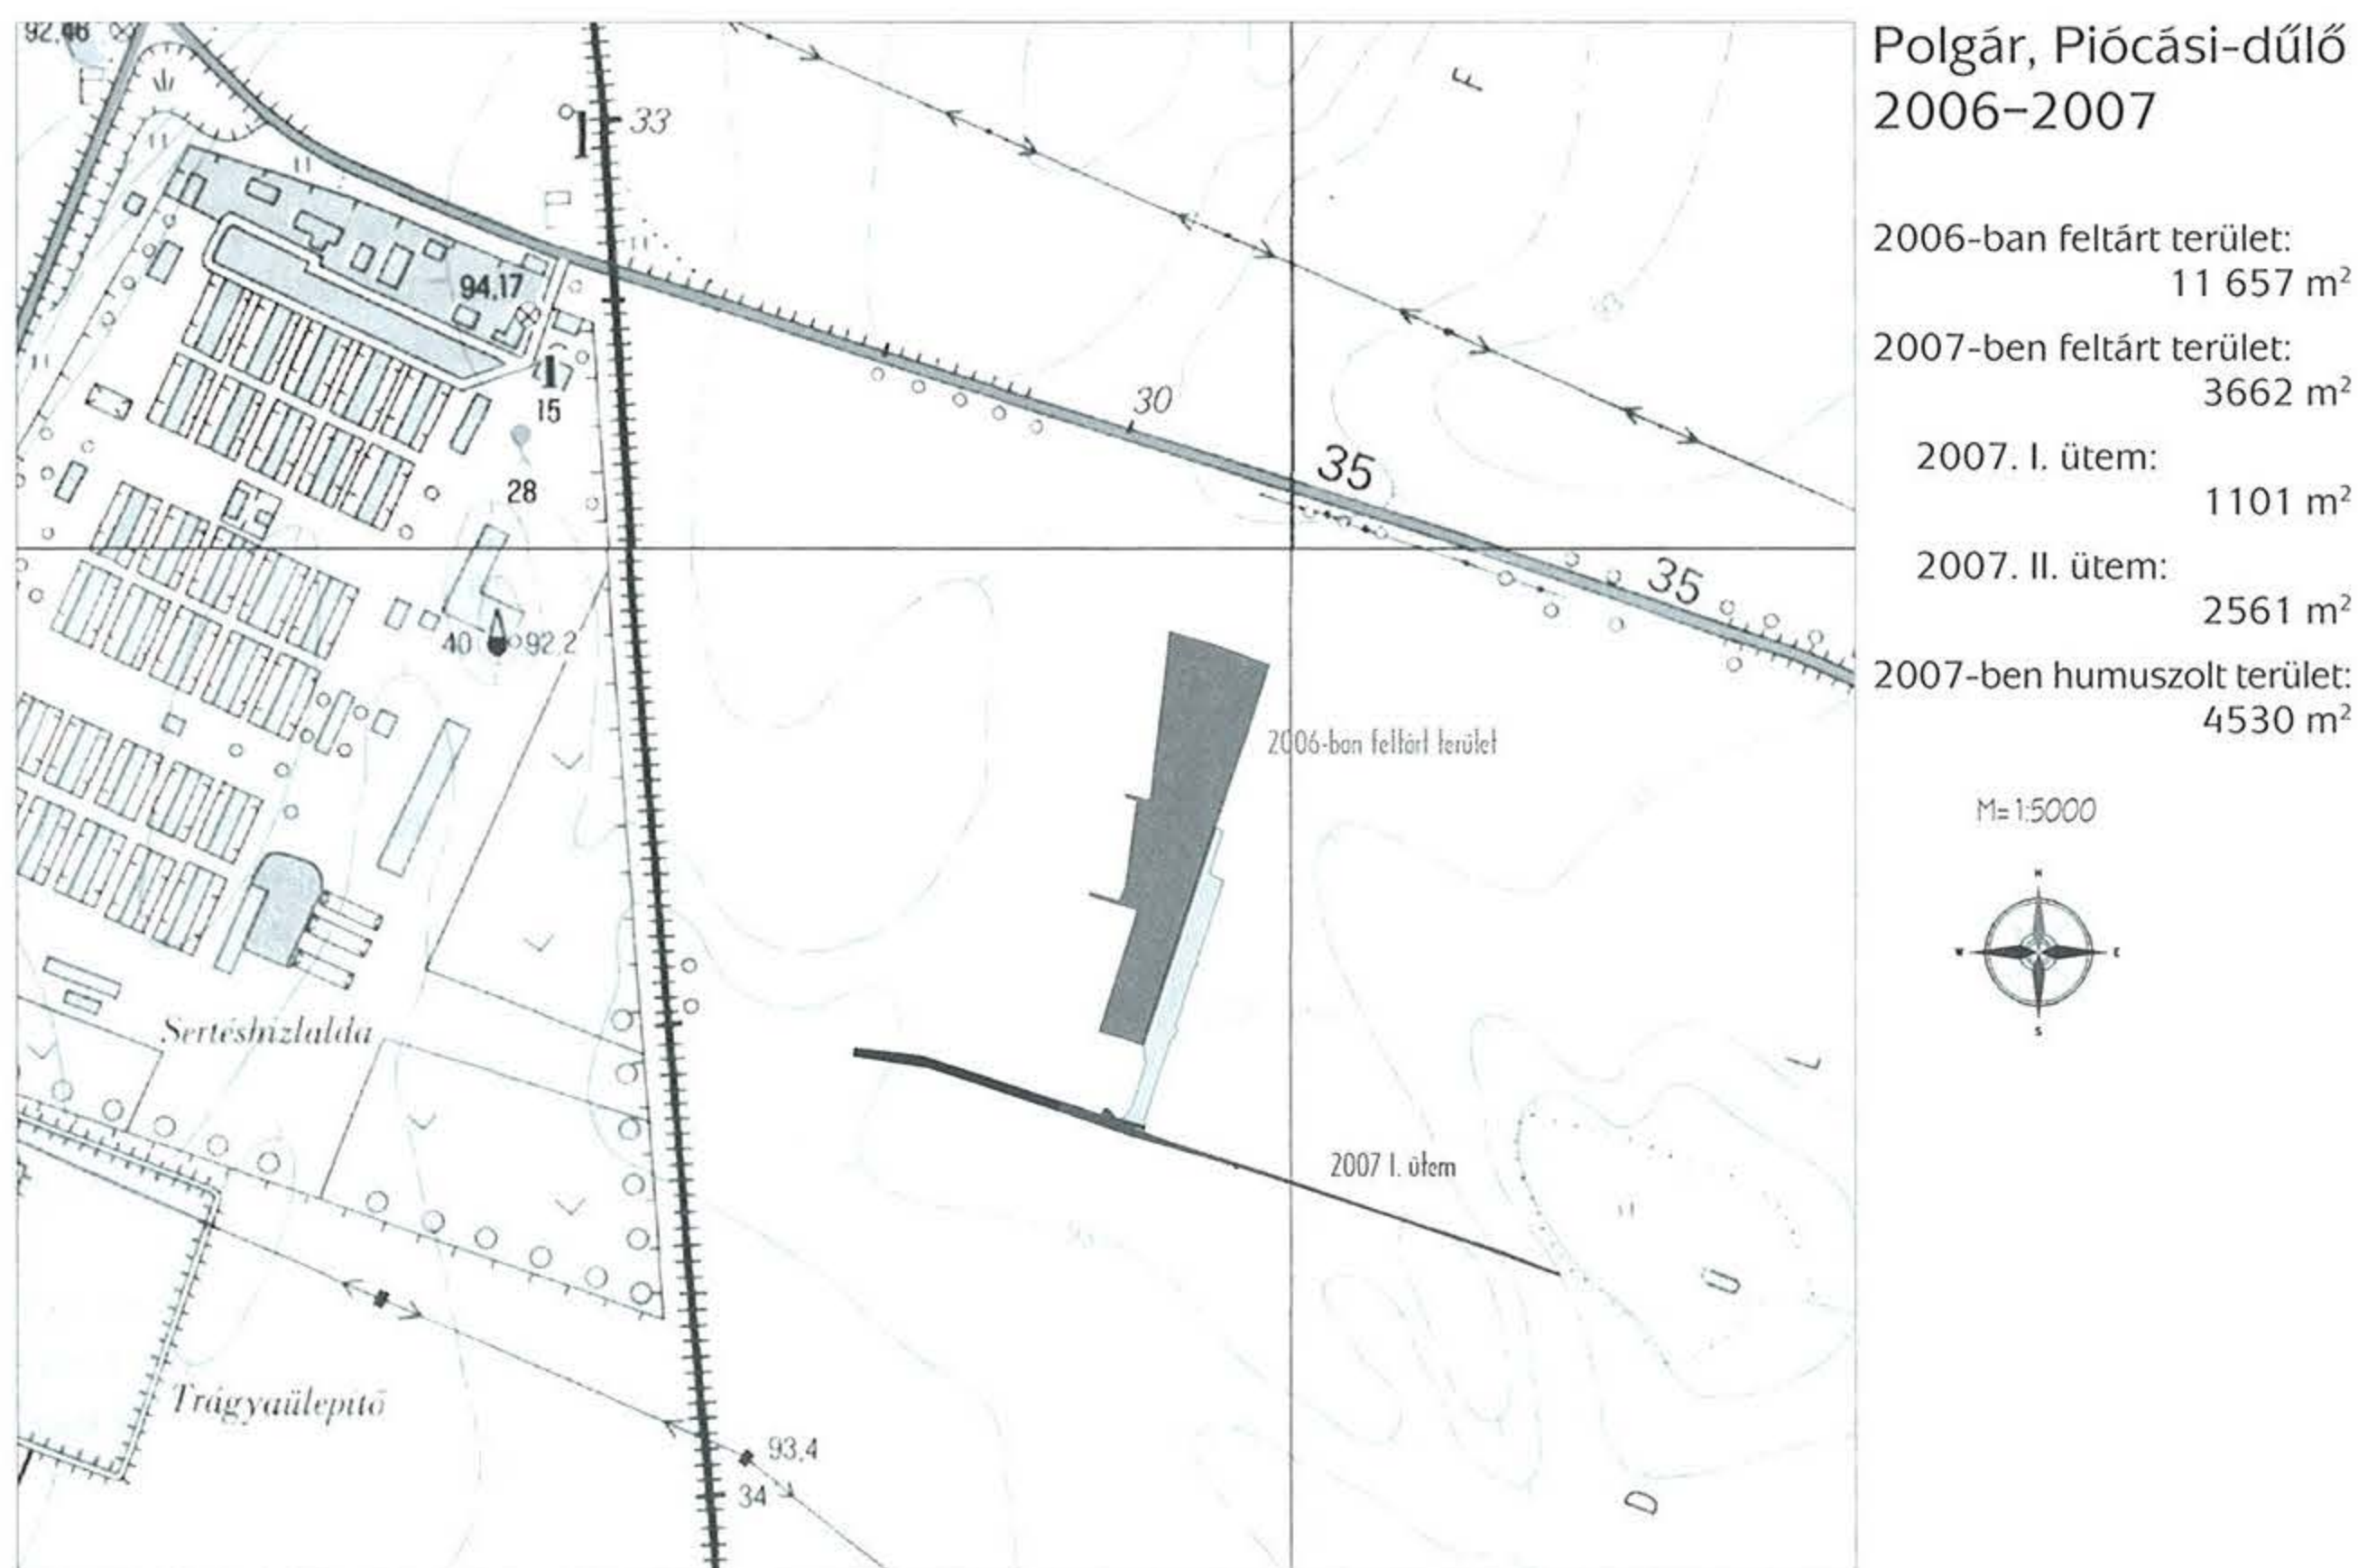 Polgár, Piócási-dűlő
2006–2007
2006-ban feltárt terület:
11 657 m²
2007-ben feltárt terület:
3662 m²
2007. I. ütem:
1101 m²
2007. II. ütem:
2561 m²
2007-ben humuszolt terület:
4530 m²
M=1:5000
N
W
E
S
92,46
33
F
94,17
15
28
30
35
35
40
92,2
2006-ban feltárt terület
Sertéshizlalda
L
2007 I. ütem
Ü
93
Trágyaülepítő
93,4
34
D